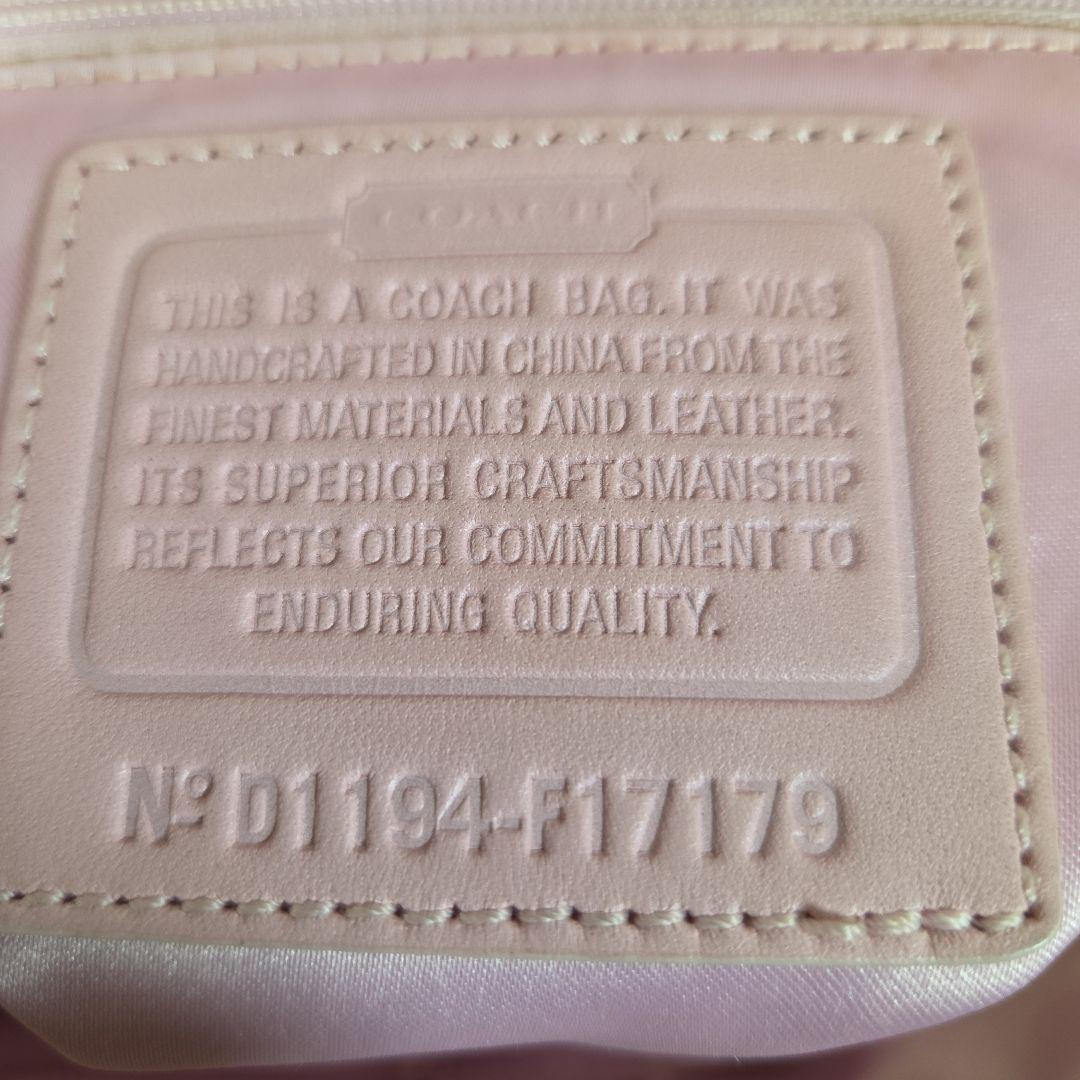 COACH
THIS IS A COACH BAG. IT WAS
HANDCRAFTED IN CHINA FROM THE
FINEST MATERIALS AND LEATHER.
ITS SUPERIOR CRAFTSMANSHIP
REFLECTS OUR COMMITMENT TO
ENDURING QUALITY.
Nº D1194-F17179